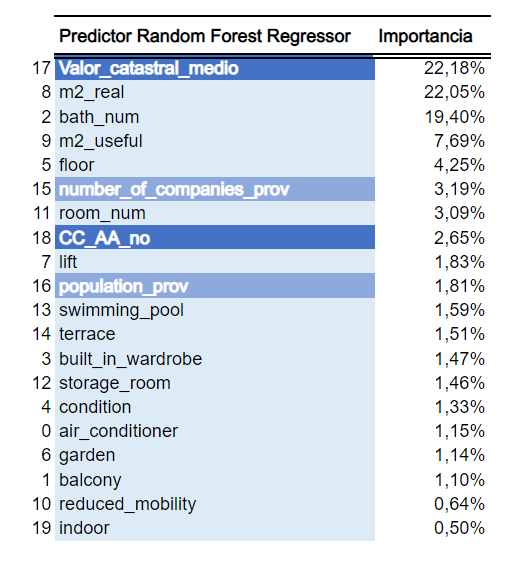 Predictor Random Forest Regressor Importancia
17 Valor_catastral_medio 22,18%
8 m2_real 22,05%
2 bath_num 19,40%
9 m2_useful 7,69%
5 floor 4,25%
15 number_of_companies_prov 3,19%
11 room_num 3,09%
18 CC_AA_no 2,65%
7 lift 1,83%
16 population_prov 1,81%
13 swimming_pool 1,59%
14 terrace 1,51%
3 built_in_wardrobe 1,47%
12 storage_room 1,46%
4 condition 1,33%
0 air_conditioner 1,15%
6 garden 1,14%
1 balcony 1,10%
10 reduced_mobility 0,64%
19 indoor 0,50%